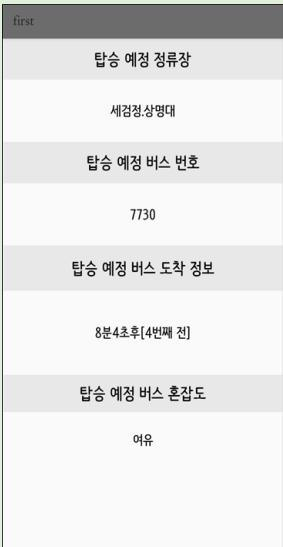 first
탑승 예정 정류장
세검정.상명대
탑승 예정 버스 번호
7730
탑승 예정 버스 도착 정보
8분4초후[4번째 전]
탑승 예정 버스 혼잡도
여유